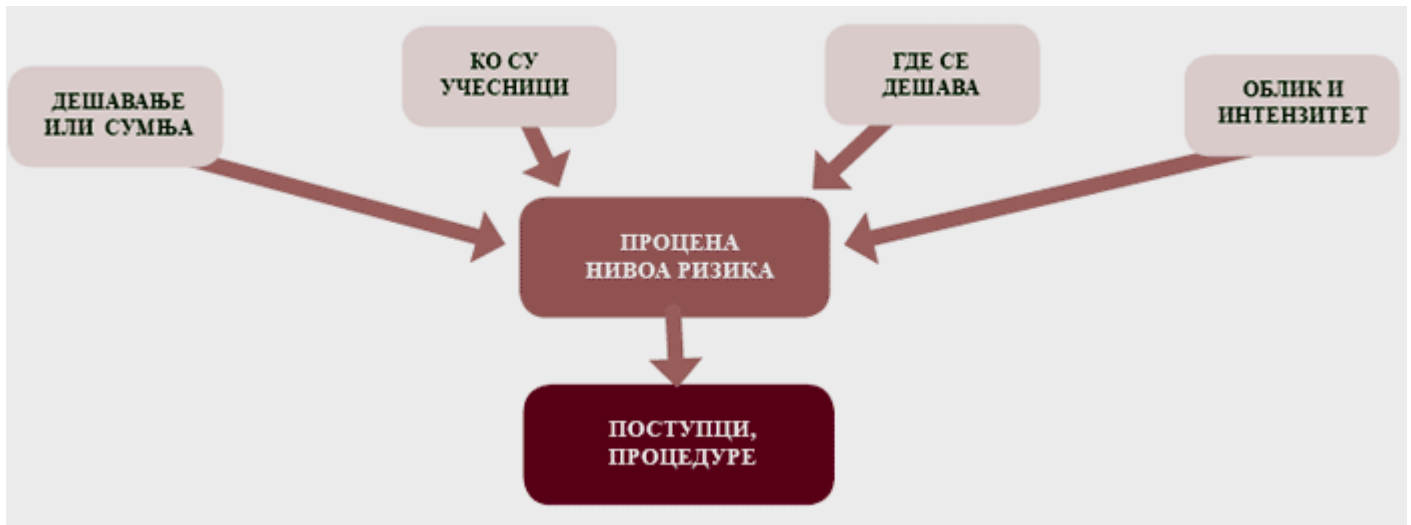 ДЕШАВАЊЕ
ИЛИ СУМЊА
КО СУ
УЧЕСНИЦИ
ГДЕ СЕ
ДЕШАВА
ОБЛИК И
ИНТЕНЗИТЕТ
ПРОЦЕНА
НИВОА РИЗИКА
ПОСТУПЦИ,
ПРОЦЕДУРЕ